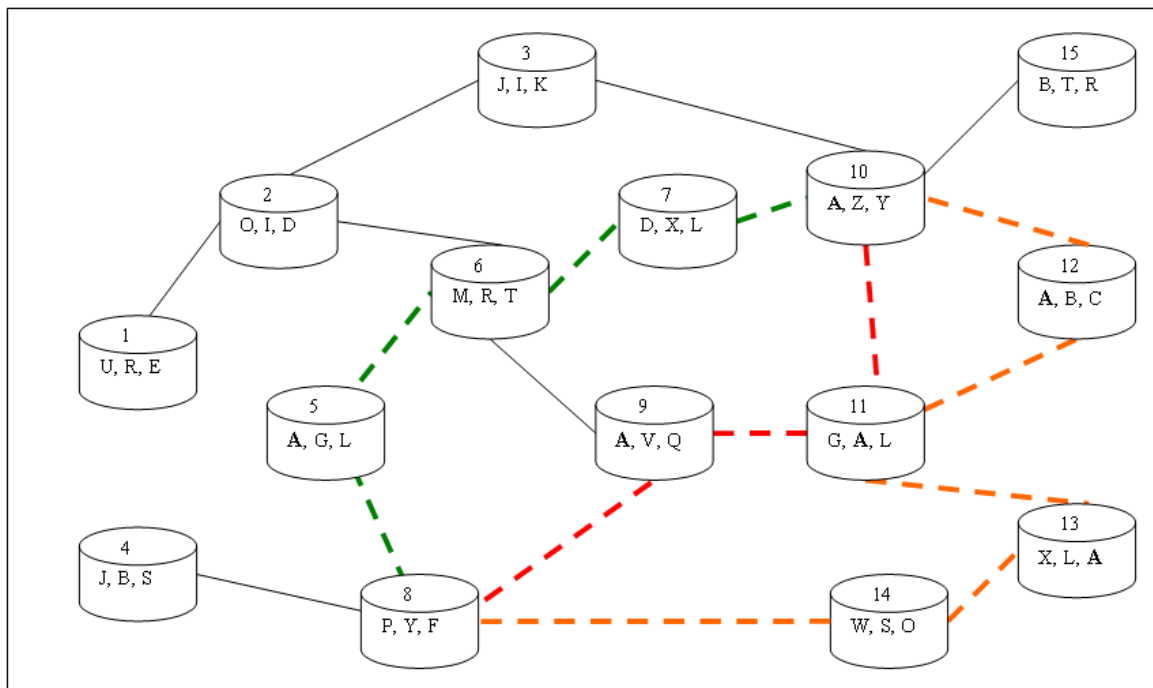 3
J, I, K
15
B, T, R
10
A, Z, Y
2
O, I, D
7
D, X, L
6
M, R, T
12
A, B, C
1
U, R, E
5
A, G, L
9
A, V, Q
11
G, A, L
13
X, L, A
4
J, B, S
8
P, Y, F
14
W, S, O